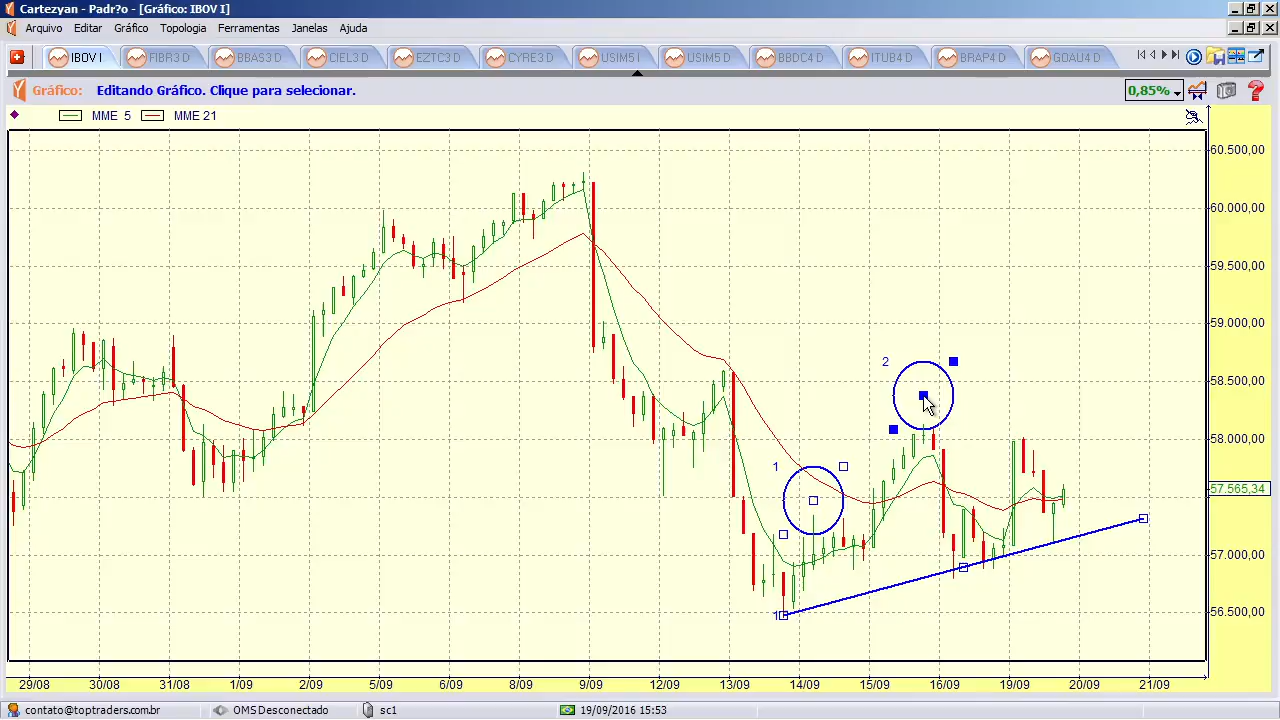 Cartezyan - Padr?o - [Gráfico: IBOV I]
Arquivo Editar Gráfico Topologia Ferramentas Janelas Ajuda
IBOV I FIBR3 D BBAS3 D CIEL3 D EZTC3 D CYRE3 D USIM5 I USIM5 D BBDC4 D ITUB4 D BRAP4 D GOAU4 D
Gráfico: Editando Gráfico. Clique para selecionar. 0,85%
MME 5 MME 21
60.500,00
60.000,00
59.500,00
59.000,00
2
58.500,00
58.000,00
1
57.565,34
57.000,00
1
56.500,00
29/08 30/08 31/08 1/09 2/09 5/09 6/09 7/09 8/09 9/09 12/09 13/09 14/09 15/09 16/09 19/09 20/09 21/09
contato@toptraders.com.br OMS Desconectado sc1 19/09/2016 15:53